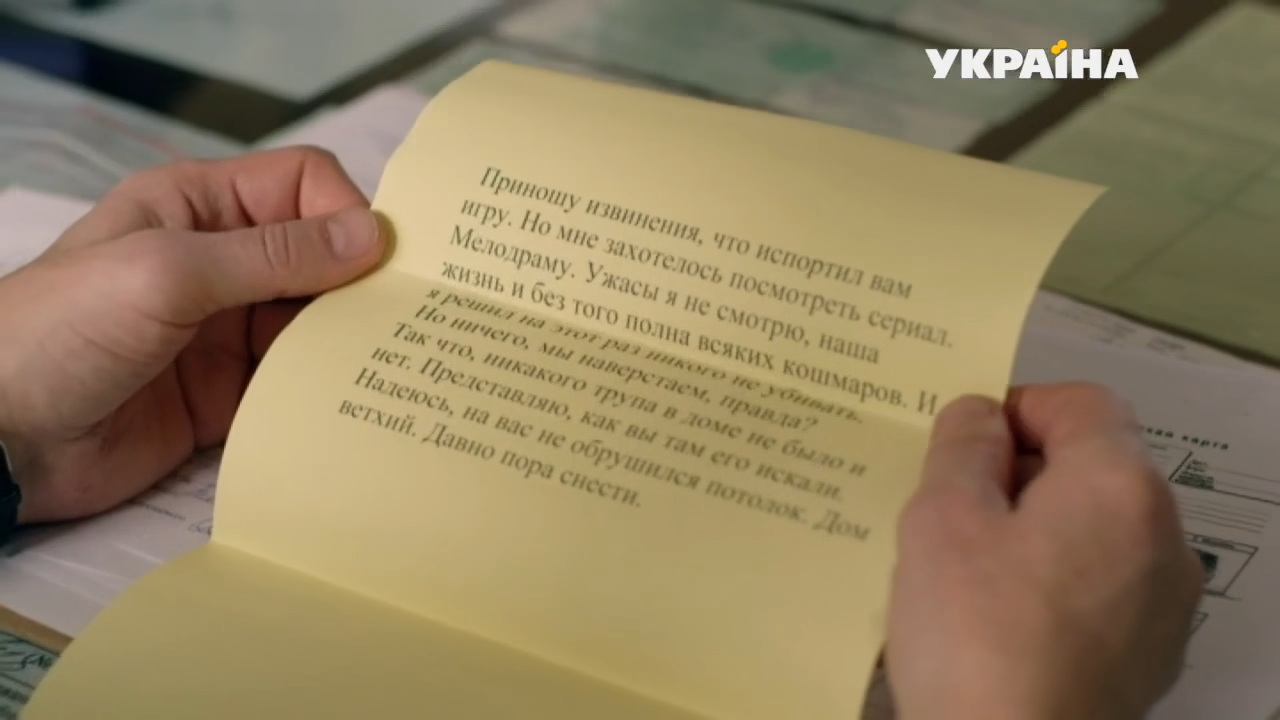 УКРАЇНА
Приношу извинения, что испортил вам
игру. Но мне захотелось посмотреть сериал.
Мелодраму. Ужасы я не смотрю, наша
жизнь и без того полна всяких кошмаров. И
я решил на этот раз никого не убивать.
Но ничего, мы наверстаем, правда?
Так что, никакого трупа в доме не было и
нет. Представляю, как вы там его искали.
Надеюсь, на вас не обрушился потолок. Дом
ветхий. Давно пора снести.
карта